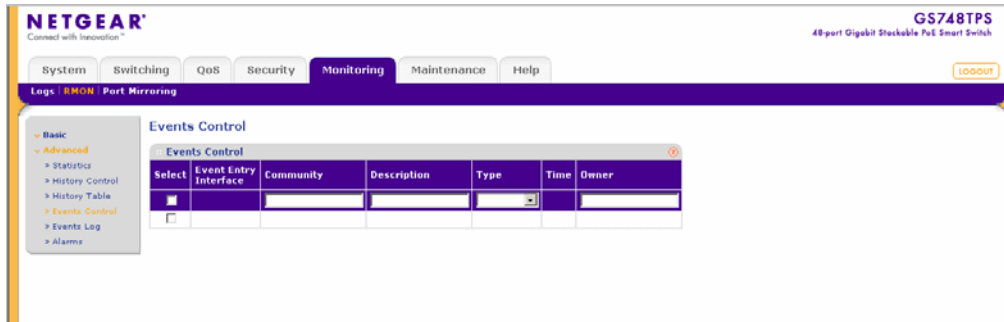 NETGEAR®
Connect with Innovation™
GS748TPS
48-port Gigabit Stackable PoE Smart Switch
System Switching QoS Security Monitoring Maintenance Help
LOGOUT
Logs | RMON | Port Mirroring
Basic
Advanced
» Statistics
» History Control
» History Table
» Events Control
» Events Log
» Alarms
Events Control
Events Control
Select Event Entry Interface Community Description Type Time Owner